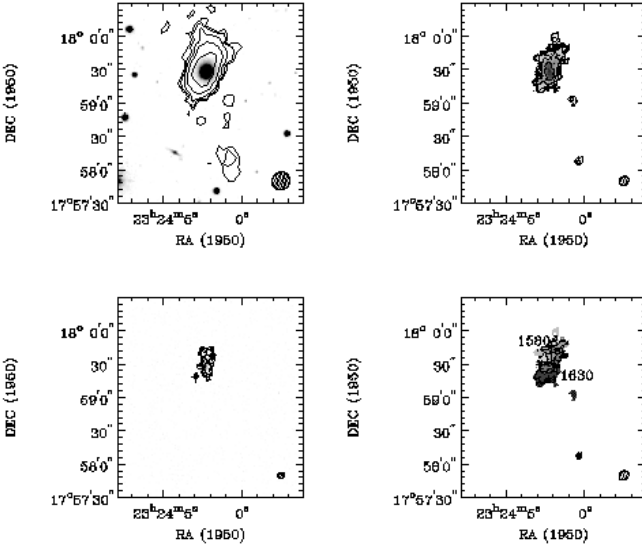 18° 0'0"
30"
59'0"
30"
58'0"
17°57'30"
DEC (1950)
23ʰ24ᵐ5ˢ 0ˢ
RA (1950)
18° 0'0"
30"
59'0"
30"
58'0"
17°57'30"
DEC (1950)
23ʰ24ᵐ5ˢ 0ˢ
RA (1950)
18° 0'0"
30"
59'0"
30"
58'0"
17°57'30"
DEC (1950)
23ʰ24ᵐ5ˢ 0ˢ
RA (1950)
18° 0'0"
1580
30"
1630
59'0"
30"
58'0"
17°57'30"
DEC (1950)
23ʰ24ᵐ5ˢ 0ˢ
RA (1950)